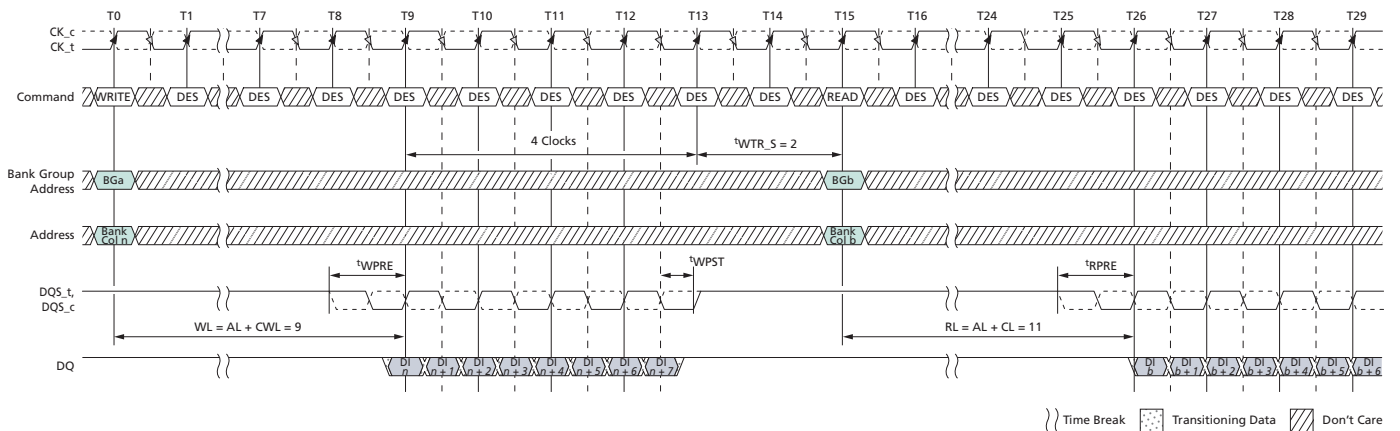 T0 T1 T7 T8 T9 T10 T11 T12 T13 T14 T15 T16 T24 T25 T26 T27 T28 T29
CK_c
CK_t
Command WRITE DES DES DES DES DES DES DES DES DES READ DES DES DES DES DES DES DES
4 Clocks tWTR_S = 2
Bank Group
Address
BGa BGb
Address
Bank
Col n
Bank
Col b
tWPRE tWPST tRPRE
DQS_t,
DQS_c
WL = AL + CWL = 9 RL = AL + CL = 11
DQ
DI
n
DI
n + 1
DI
n + 2
DI
n + 3
DI
n + 4
DI
n + 5
DI
n + 6
DI
n + 7
DI
b
DI
b + 1
DI
b + 2
DI
b + 3
DI
b + 4
DI
b + 5
DI
b + 6
Time Break Transitioning Data Don't Care